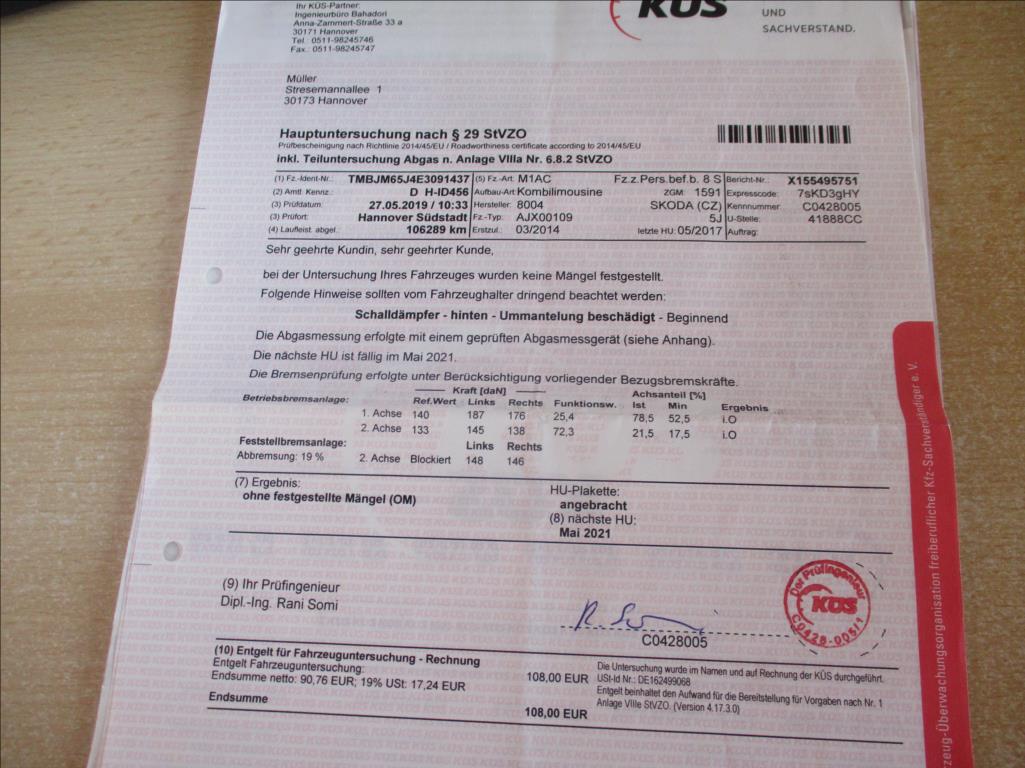 Ihr KÜS-Partner:
Ingenieurbüro Bahadori
Anna-Zammert-Straße 33 a
30171 Hannover
Tel.: 0511-98245746
Fax.: 0511-98245747
KÜS
UND
SACHVERSTAND.
Müller
Stresemannallee 1
30173 Hannover
Hauptuntersuchung nach § 29 StVZO
Prüfbescheinigung nach Richtlinie 2014/45/EU / Roadworthiness certificate according to 2014/45/EU
inkl. Teiluntersuchung Abgas n. Anlage VIIIa Nr. 6.8.2 StVZO
(1) Fz.-Ident-Nr.: TMBJM65J4E3091437 (5) Fz.-Art: M1AC Fz.z.Pers.bef.b. 8 S Bericht-Nr.: X155495751
(2) Amtl. Kennz.: D H-ID456 Aufbau-Art: Kombilimousine ZGM: 1591 Expresscode: 7sKD3gHY
(3) Prüfdatum: 27.05.2019 / 10:33 Hersteller: 8004 SKODA (CZ) Kennnummer: C0428005
(3) Prüfort: Hannover Südstadt Fz.-Typ: AJX00109 5J U-Stelle: 41888CC
(4) Laufleist. abgel.: 106289 km Erstzul.: 03/2014 letzte HU: 05/2017 Auftrag:
Sehr geehrte Kundin, sehr geehrter Kunde,
bei der Untersuchung Ihres Fahrzeuges wurden keine Mängel festgestellt.
Folgende Hinweise sollten vom Fahrzeughalter dringend beachtet werden:
Schalldämpfer - hinten - Ummantelung beschädigt - Beginnend
Die Abgasmessung erfolgte mit einem geprüften Abgasmessgerät (siehe Anhang).
Die nächste HU ist fällig im Mai 2021.
Die Bremsenprüfung erfolgte unter Berücksichtigung vorliegender Bezugsbremskräfte.
Kraft [daN] Achsanteil [%]
Betriebsbremsanlage: Ref.Wert Links Rechts Funktionsw. Ist Min Ergebnis
1. Achse 140 187 176 25,4 78,5 52,5 i.O
2. Achse 133 145 138 72,3 21,5 17,5 i.O
Feststellbremsanlage: Links Rechts
Abbremsung: 19 % 2. Achse Blockiert 148 146
(7) Ergebnis:
ohne festgestellte Mängel (OM)
HU-Plakette:
angebracht
(8) nächste HU:
Mai 2021
(9) Ihr Prüfingenieur
Dipl.-Ing. Rani Somi
C0428005
Der Prüfingenieur
KÜS
C0428-005/1
(10) Entgelt für Fahrzeuguntersuchung - Rechnung
Entgelt Fahrzeuguntersuchung: 108,00 EUR
Endsumme netto: 90,76 EUR; 19% USt: 17,24 EUR
Endsumme 108,00 EUR
Die Untersuchung wurde im Namen und auf Rechnung der KÜS durchgeführt.
USt-Id Nr.: DE162499068
Entgelt beinhaltet den Aufwand für die Bereitstellung für Vorgaben nach Nr. 1
Anlage VIIIe StVZO. (Version 4.17.3.0)
zeug-Überwachungsorganisation freiberuflicher Kfz-Sachverständiger e. V.